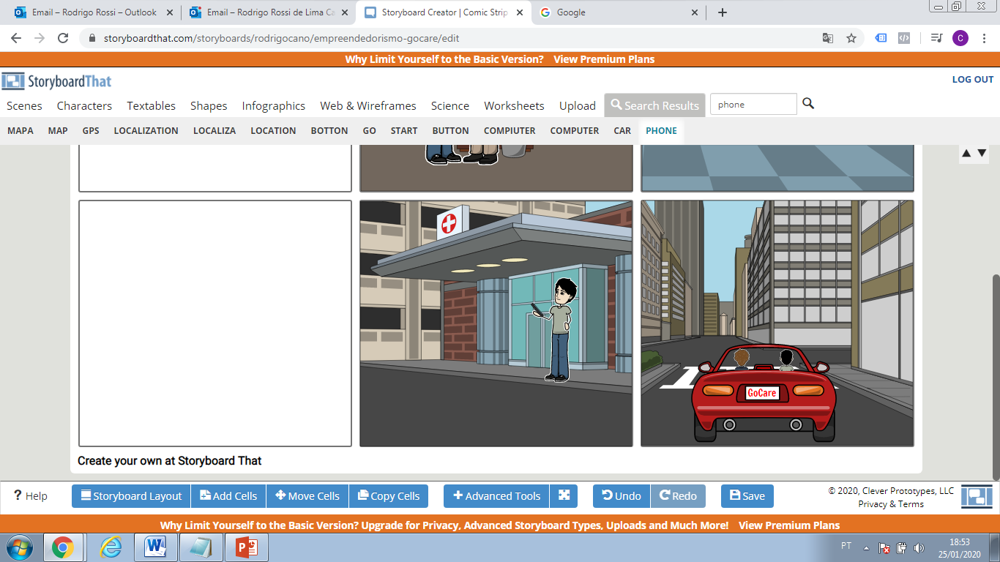 Email – Rodrigo Rossi – Outlook
Email – Rodrigo Rossi de Lima Ca
Storyboard Creator | Comic Strip
Google
storyboardthat.com/storyboards/rodrigocano/empreendedorismo-gocare/edit
C
Why Limit Yourself to the Basic Version? View Premium Plans
StoryboardThat
LOG OUT
Scenes Characters Textables Shapes Infographics Web & Wireframes Science Worksheets Upload Search Results phone
MAPA MAP GPS LOCALIZATION LOCALIZA LOCATION BOTTON GO START BUTTON COMPIUTER COMPUTER CAR PHONE
GoCare
Create your own at Storyboard That
? Help Storyboard Layout Add Cells Move Cells Copy Cells Advanced Tools Undo Redo Save
© 2020, Clever Prototypes, LLC
Privacy & Terms
Why Limit Yourself to the Basic Version? Upgrade for Privacy, Advanced Storyboard Types, Uploads and Much More! View Premium Plans
PT
18:53
25/01/2020